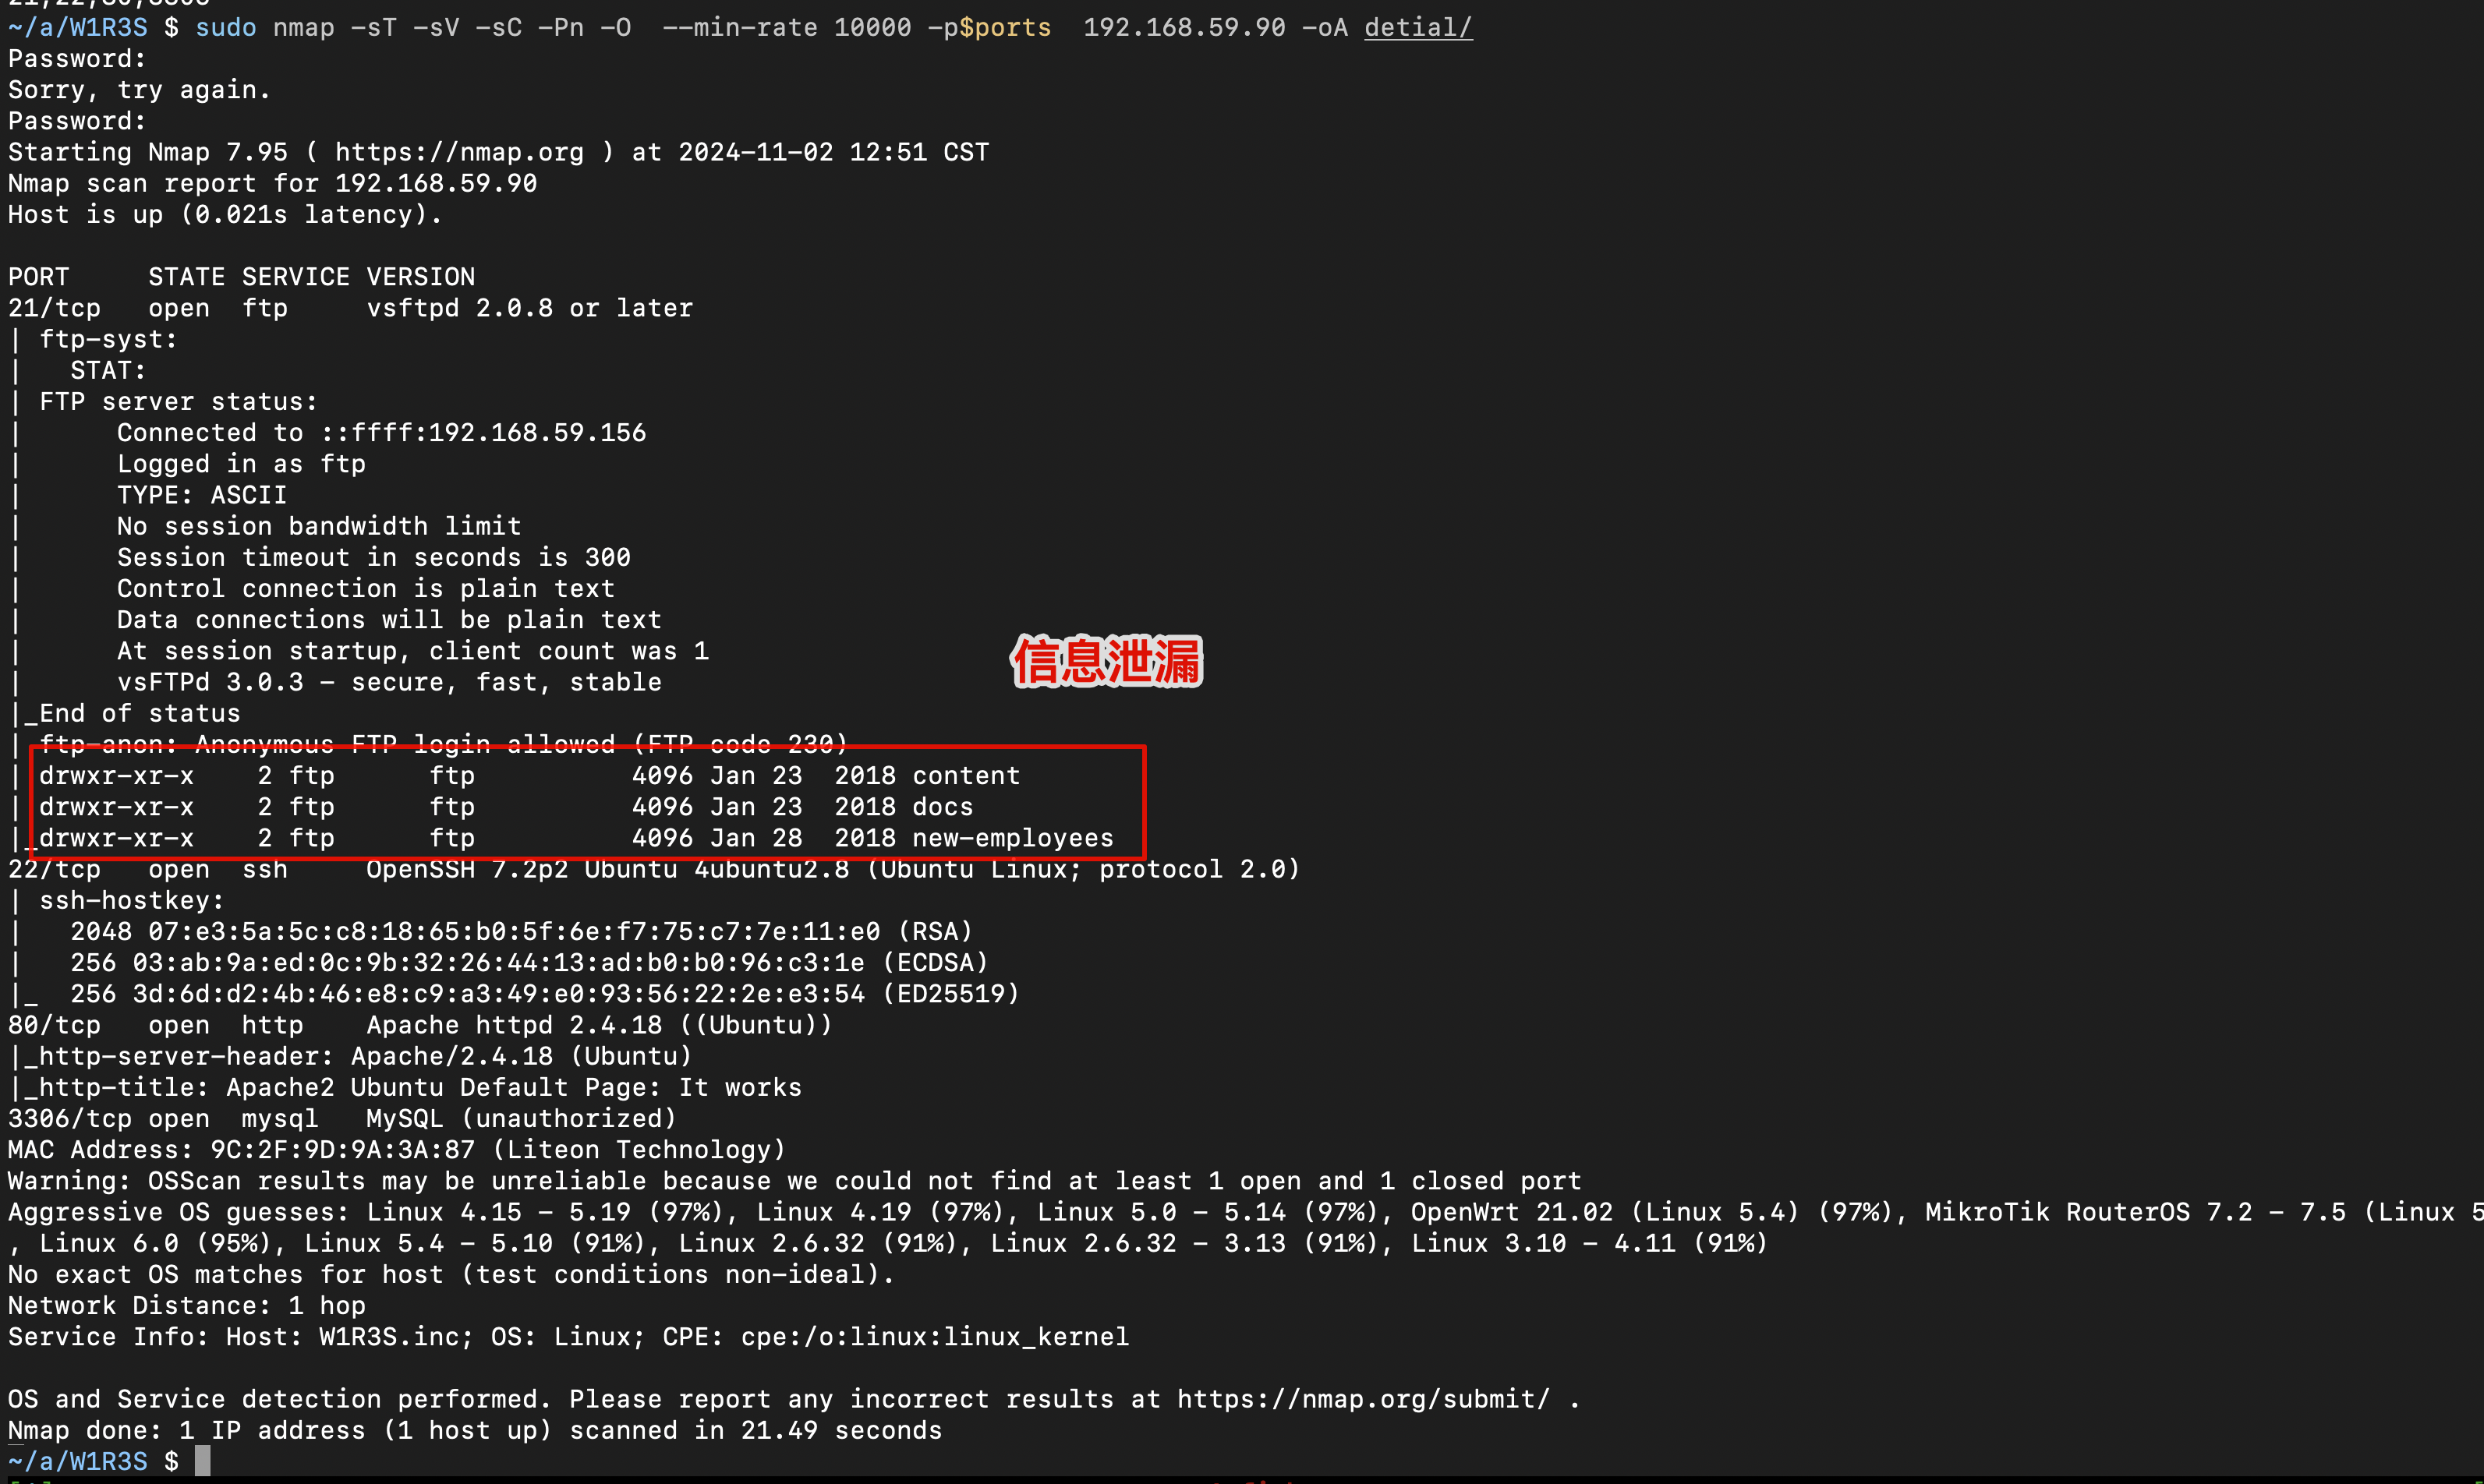 ~/a/W1R3S $ sudo nmap -sT -sV -sC -Pn -O  --min-rate 10000 -p$ports  192.168.59.90 -oA detial/
Password:
Sorry, try again.
Password:
Starting Nmap 7.95 ( https://nmap.org ) at 2024-11-02 12:51 CST
Nmap scan report for 192.168.59.90
Host is up (0.021s latency).

PORT     STATE SERVICE VERSION
21/tcp   open  ftp     vsftpd 2.0.8 or later
| ftp-syst:
|   STAT:
| FTP server status:
|      Connected to ::ffff:192.168.59.156
|      Logged in as ftp
|      TYPE: ASCII
|      No session bandwidth limit
|      Session timeout in seconds is 300
|      Control connection is plain text
|      Data connections will be plain text
|      At session startup, client count was 1
信息泄漏
|      vsFTPd 3.0.3 - secure, fast, stable
|_End of status
| ftp-anon: Anonymous FTP login allowed (FTP code 230)
| drwxr-xr-x    2 ftp      ftp          4096 Jan 23  2018 content
| drwxr-xr-x    2 ftp      ftp          4096 Jan 23  2018 docs
|_drwxr-xr-x    2 ftp      ftp          4096 Jan 28  2018 new-employees
22/tcp   open  ssh     OpenSSH 7.2p2 Ubuntu 4ubuntu2.8 (Ubuntu Linux; protocol 2.0)
| ssh-hostkey:
|   2048 07:e3:5a:5c:c8:18:65:b0:5f:6e:f7:75:c7:7e:11:e0 (RSA)
|   256 03:ab:9a:ed:0c:9b:32:26:44:13:ad:b0:b0:96:c3:1e (ECDSA)
|_  256 3d:6d:d2:4b:46:e8:c9:a3:49:e0:93:56:22:2e:e3:54 (ED25519)
80/tcp   open  http    Apache httpd 2.4.18 ((Ubuntu))
|_http-server-header: Apache/2.4.18 (Ubuntu)
|_http-title: Apache2 Ubuntu Default Page: It works
3306/tcp open  mysql   MySQL (unauthorized)
MAC Address: 9C:2F:9D:9A:3A:87 (Liteon Technology)
Warning: OSScan results may be unreliable because we could not find at least 1 open and 1 closed port
Aggressive OS guesses: Linux 4.15 - 5.19 (97%), Linux 4.19 (97%), Linux 5.0 - 5.14 (97%), OpenWrt 21.02 (Linux 5.4) (97%), MikroTik RouterOS 7.2 - 7.5 (Linux 5
, Linux 6.0 (95%), Linux 5.4 - 5.10 (91%), Linux 2.6.32 (91%), Linux 2.6.32 - 3.13 (91%), Linux 3.10 - 4.11 (91%)
No exact OS matches for host (test conditions non-ideal).
Network Distance: 1 hop
Service Info: Host: W1R3S.inc; OS: Linux; CPE: cpe:/o:linux:linux_kernel

OS and Service detection performed. Please report any incorrect results at https://nmap.org/submit/ .
Nmap done: 1 IP address (1 host up) scanned in 21.49 seconds
~/a/W1R3S $